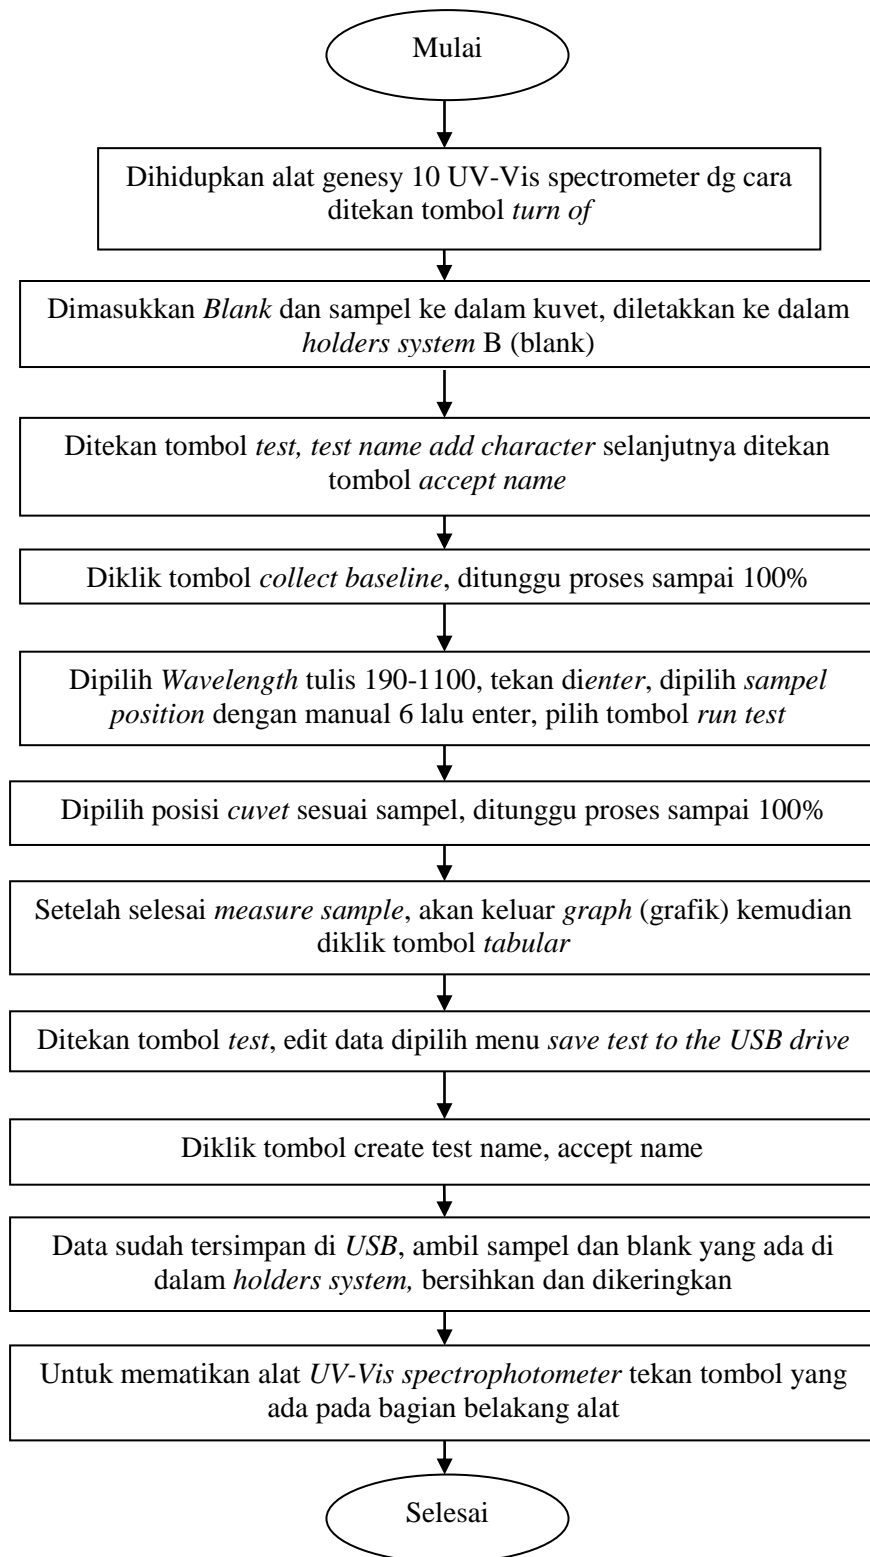 Mulai
Dihidupkan alat genesy 10 UV-Vis spectrometer dg cara
ditekan tombol turn of
Dimasukkan Blank dan sampel ke dalam kuvet, diletakkan ke dalam
holders system B (blank)
Ditekan tombol test, test name add character selanjutnya ditekan
tombol accept name
Diklik tombol collect baseline, ditunggu proses sampai 100%
Dipilih Wavelength tulis 190-1100, tekan dienter, dipilih sampel
position dengan manual 6 lalu enter, pilih tombol run test
Dipilih posisi cuvet sesuai sampel, ditunggu proses sampai 100%
Setelah selesai measure sample, akan keluar graph (grafik) kemudian
diklik tombol tabular
Ditekan tombol test, edit data dipilih menu save test to the USB drive
Diklik tombol create test name, accept name
Data sudah tersimpan di USB, ambil sampel dan blank yang ada di
dalam holders system, bersihkan dan dikeringkan
Untuk mematikan alat UV-Vis spectrophotometer tekan tombol yang
ada pada bagian belakang alat
Selesai